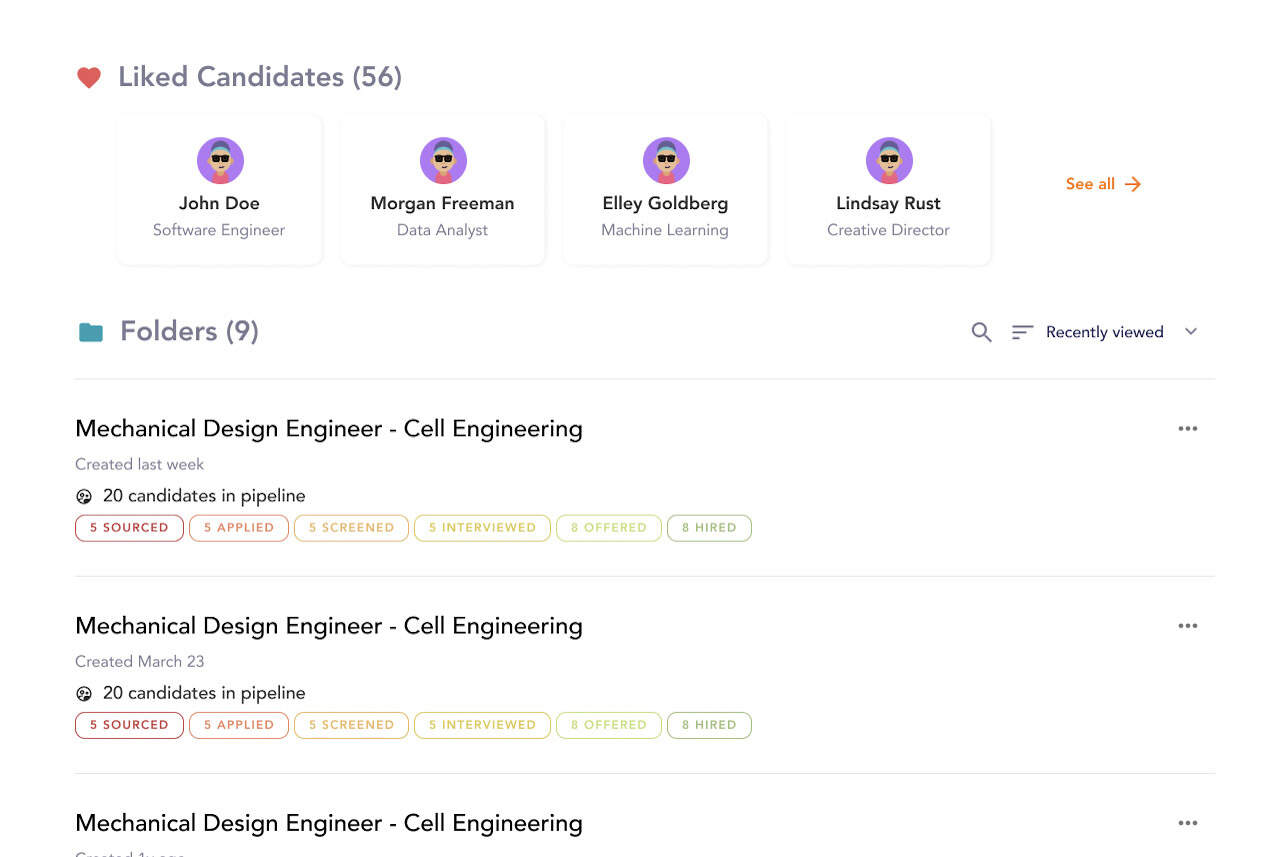 Liked Candidates (56)
John Doe
Software Engineer
Morgan Freeman
Data Analyst
Elley Goldberg
Machine Learning
Lindsay Rust
Creative Director
See all
Folders (9)
Recently viewed
Mechanical Design Engineer - Cell Engineering
Created last week
20 candidates in pipeline
5 SOURCED 5 APPLIED 5 SCREENED 5 INTERVIEWED 8 OFFERED 8 HIRED
Mechanical Design Engineer - Cell Engineering
Created March 23
20 candidates in pipeline
5 SOURCED 5 APPLIED 5 SCREENED 5 INTERVIEWED 8 OFFERED 8 HIRED
Mechanical Design Engineer - Cell Engineering
Created 1y ago